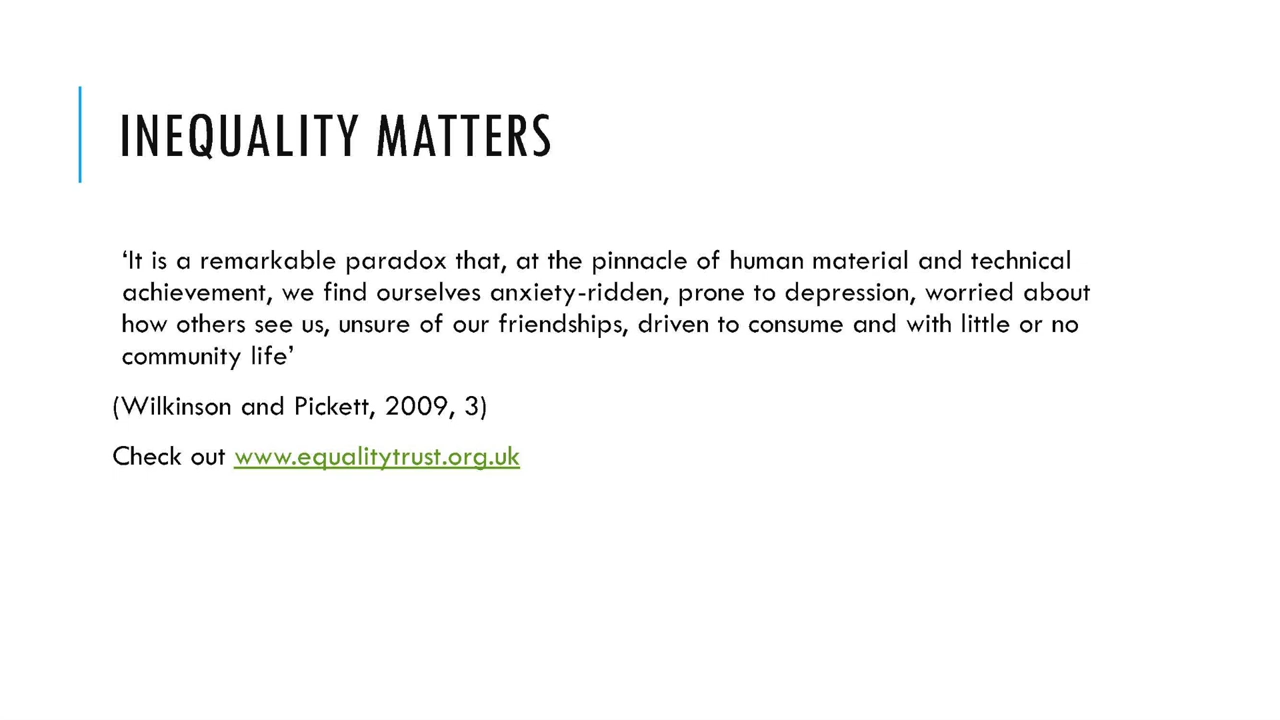 INEQUALITY MATTERS
‘It is a remarkable paradox that, at the pinnacle of human material and technical
achievement, we find ourselves anxiety-ridden, prone to depression, worried about
how others see us, unsure of our friendships, driven to consume and with little or no
community life’
(Wilkinson and Pickett, 2009, 3)
Check out www.equalitytrust.org.uk